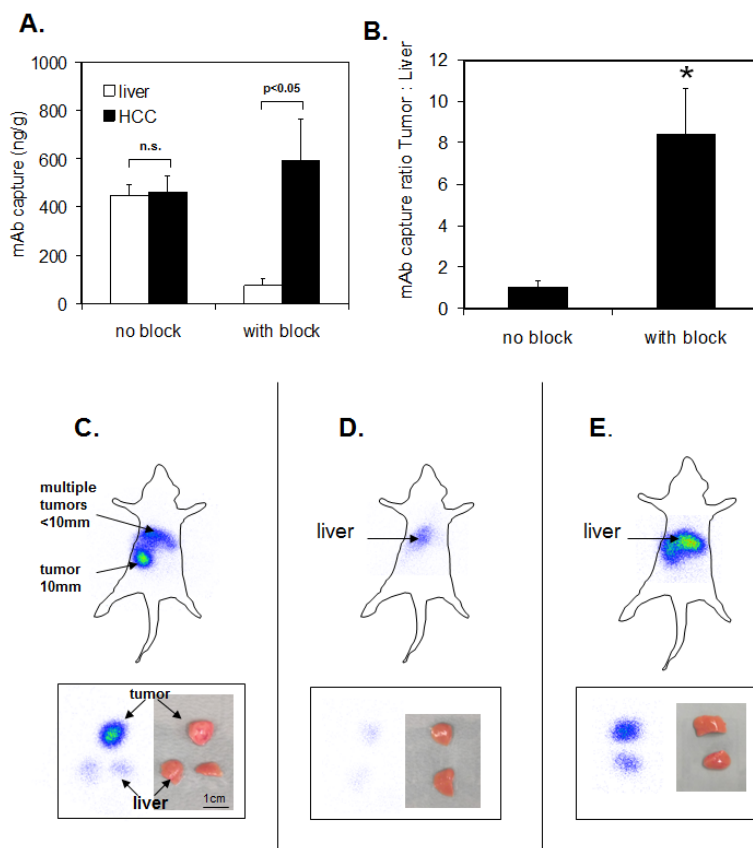 A.
mAb capture (ng/g)
1000
800
600
400
200
0
liver
HCC
n.s.
p<0.05
no block
with block
B.
mAb capture ratio Tumor : Liver
14
12
10
8
6
4
2
0
*
no block
with block
C.
multiple
tumors
<10mm
tumor
10mm
tumor
liver
1cm
D.
liver
E.
liver